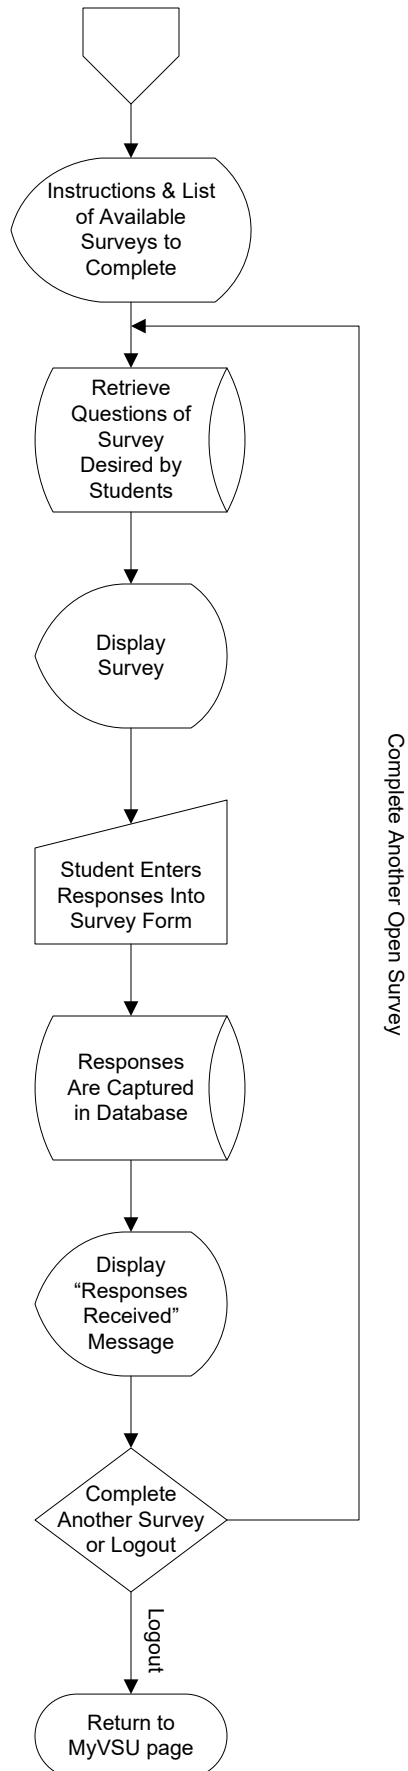 Instructions & List
of Available
Surveys to
Complete
Retrieve
Questions of
Survey
Desired by
Students
Display
Survey
Student Enters
Responses Into
Survey Form
Responses
Are Captured
in Database
Display
“Responses
Received”
Message
Complete
Another Survey
or Logout
Complete Another Open Survey
Logout
Return to
MyVSU page